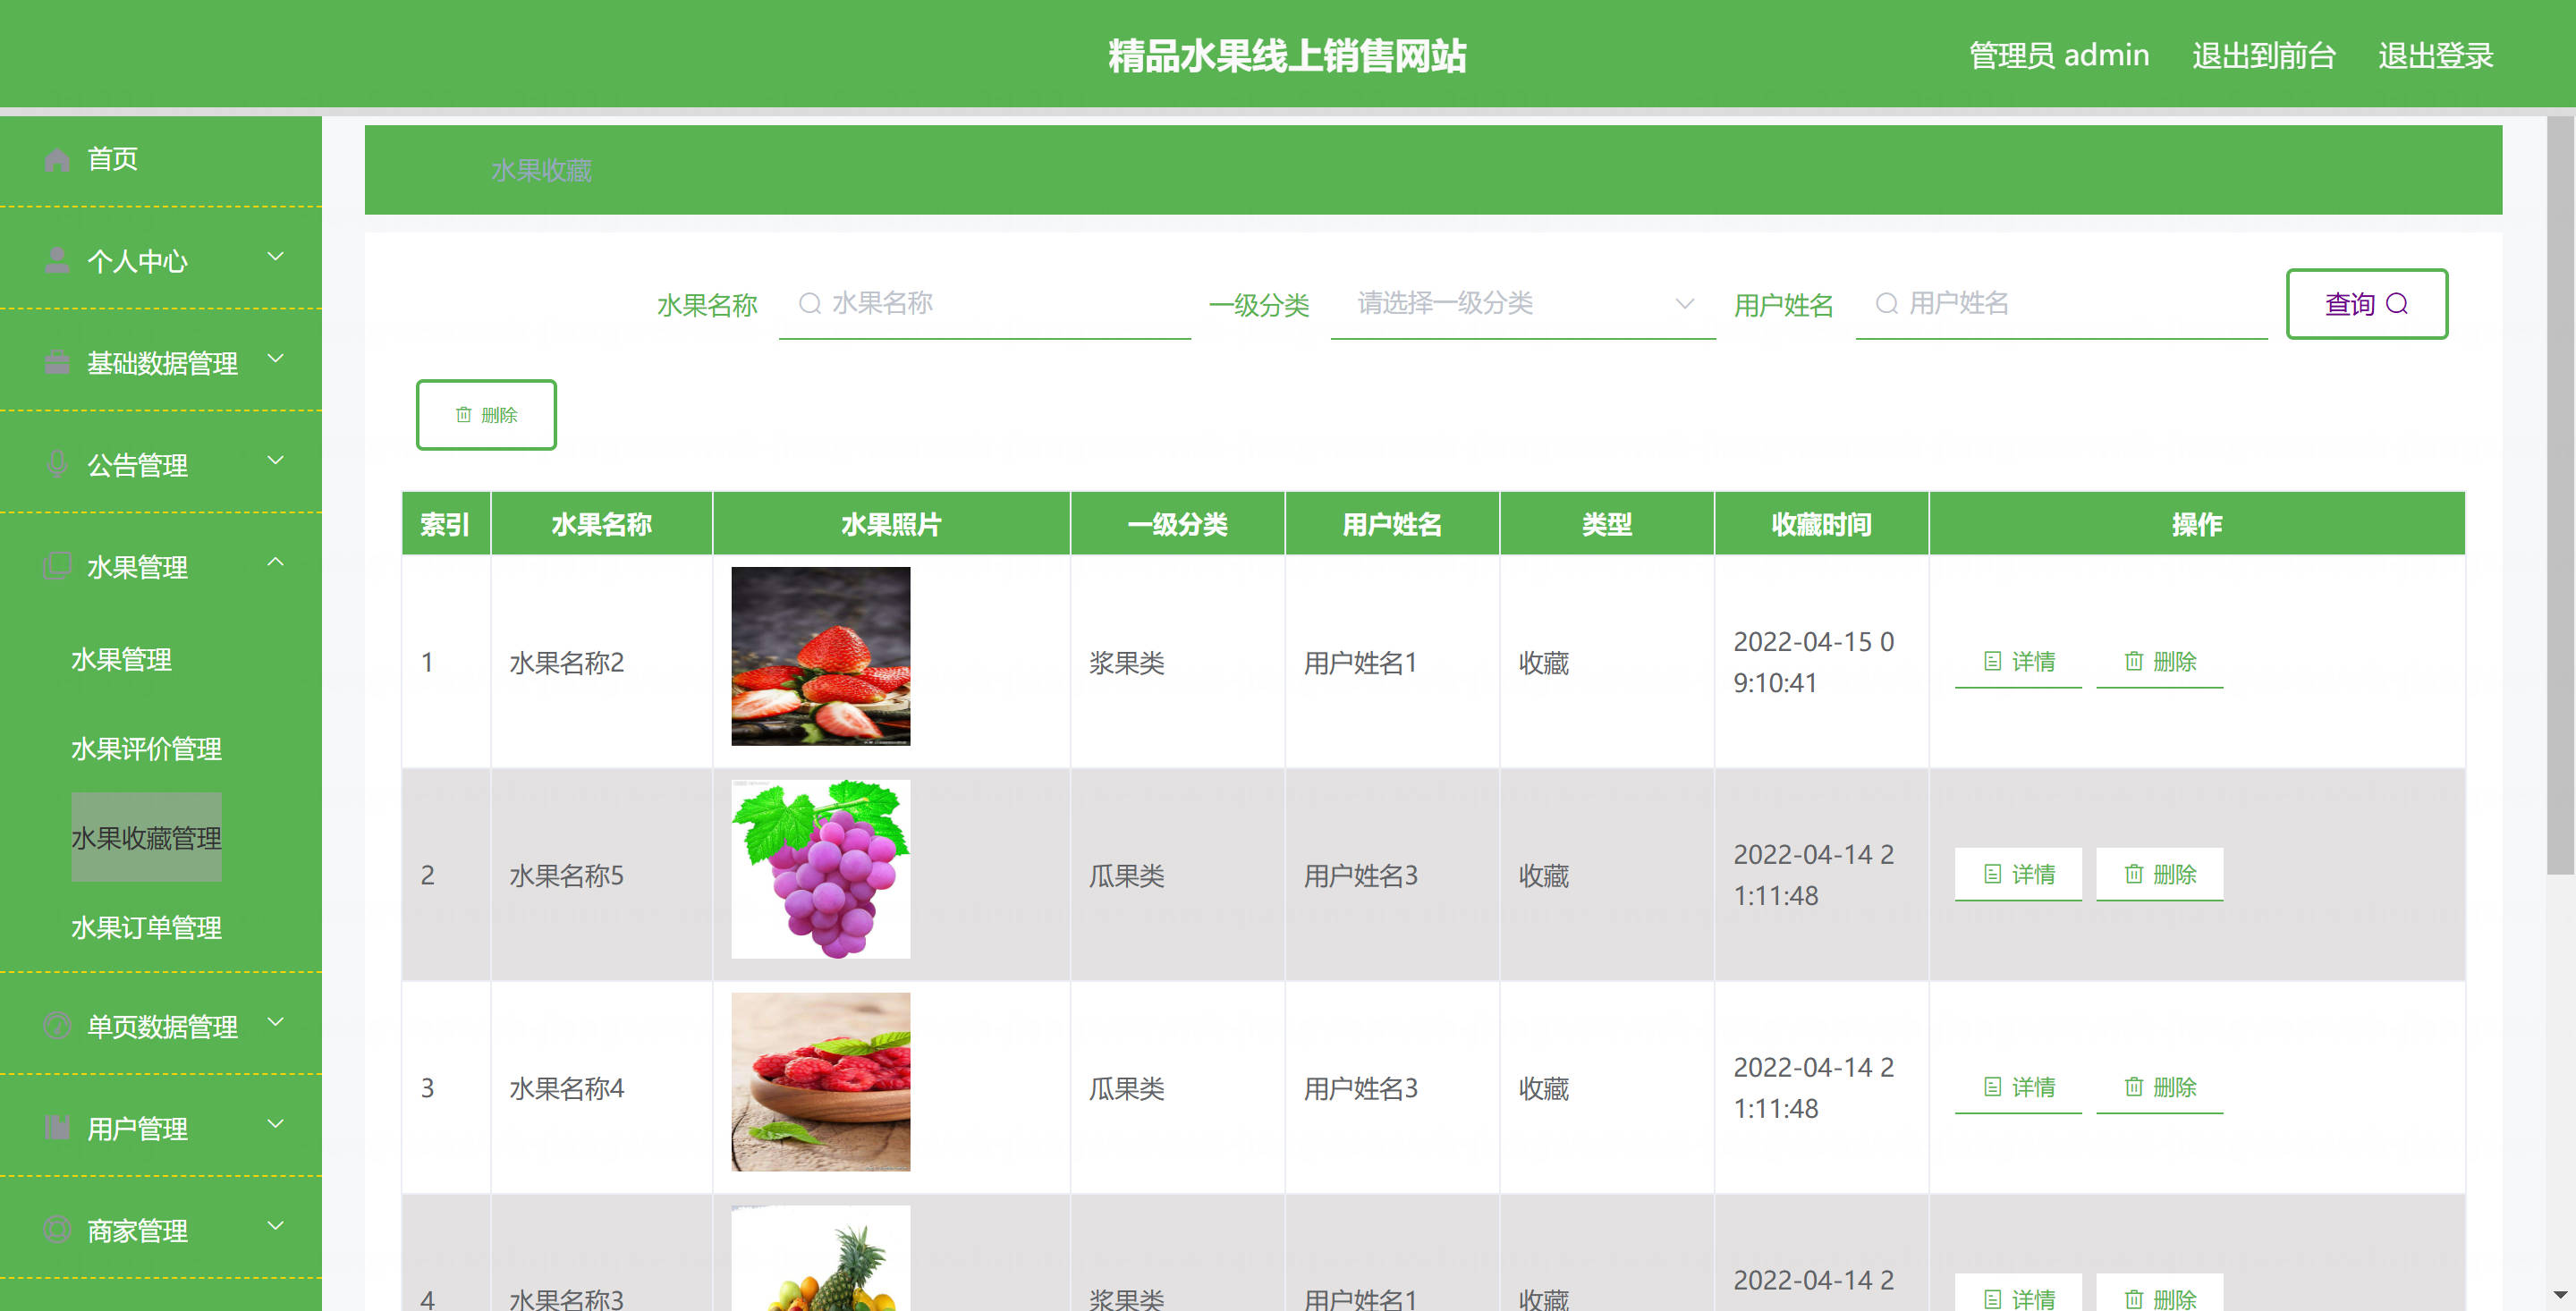 精品水果线上销售网站
管理员 admin
退出到前台
退出登录
首页
个人中心
基础数据管理
公告管理
水果管理
水果管理
水果评价管理
水果收藏管理
水果订单管理
单页数据管理
用户管理
商家管理
水果收藏
水果名称 水果名称 一级分类 请选择一级分类 用户姓名 用户姓名 查询
删除
索引 水果名称 水果照片 一级分类 用户姓名 类型 收藏时间 操作
1 水果名称2 浆果类 用户姓名1 收藏 2022-04-15 0
9:10:41 详情 删除
2 水果名称5 瓜果类 用户姓名3 收藏 2022-04-14 2
1:11:48 详情 删除
3 水果名称4 瓜果类 用户姓名3 收藏 2022-04-14 2
1:11:48 详情 删除
4 水果名称3 浆果类 用户姓名1 收藏 2022-04-14 2
详情 删除